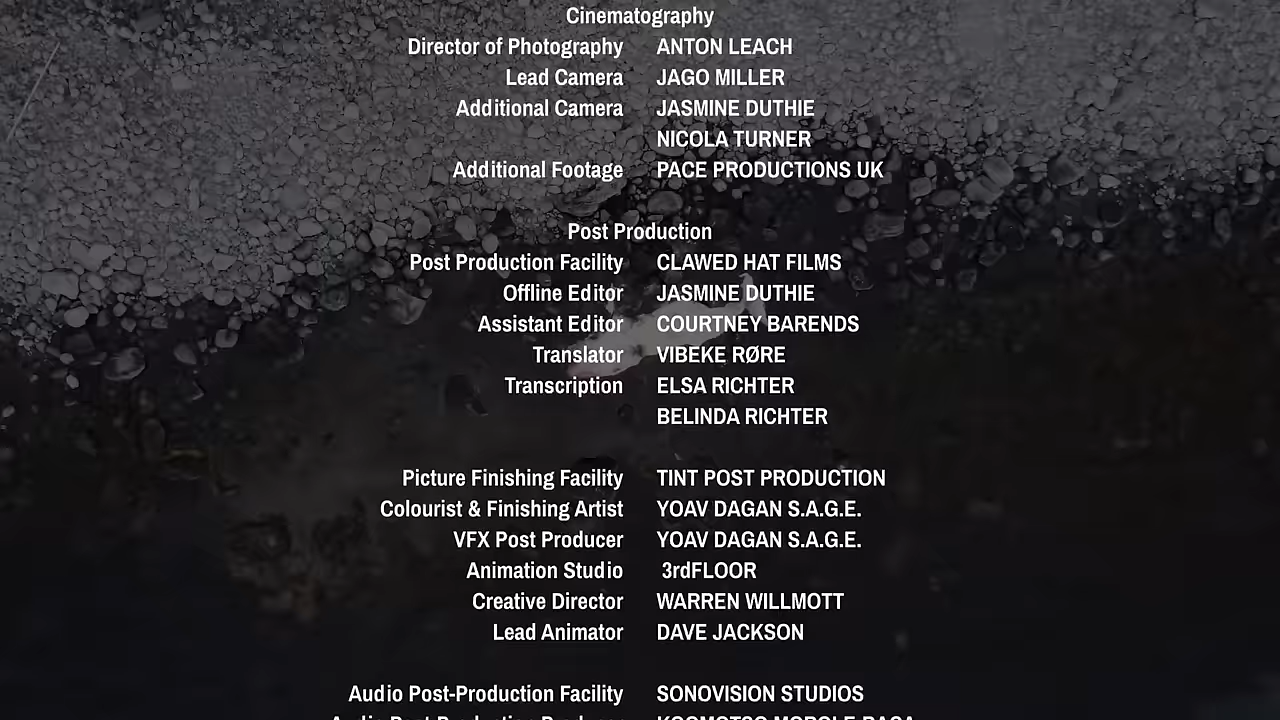 Cinematography
Director of Photography ANTON LEACH
Lead Camera JAGO MILLER
Additional Camera JASMINE DUTHIE
NICOLA TURNER
Additional Footage PACE PRODUCTIONS UK
Post Production
Post Production Facility CLAWED HAT FILMS
Offline Editor JASMINE DUTHIE
Assistant Editor COURTNEY BARENDS
Translator VIBEKE RØRE
Transcription ELSA RICHTER
BELINDA RICHTER
Picture Finishing Facility TINT POST PRODUCTION
Colourist & Finishing Artist YOAV DAGAN S.A.G.E.
VFX Post Producer YOAV DAGAN S.A.G.E.
Animation Studio 3rdFLOOR
Creative Director WARREN WILLMOTT
Lead Animator DAVE JACKSON
Audio Post-Production Facility SONOVISION STUDIOS